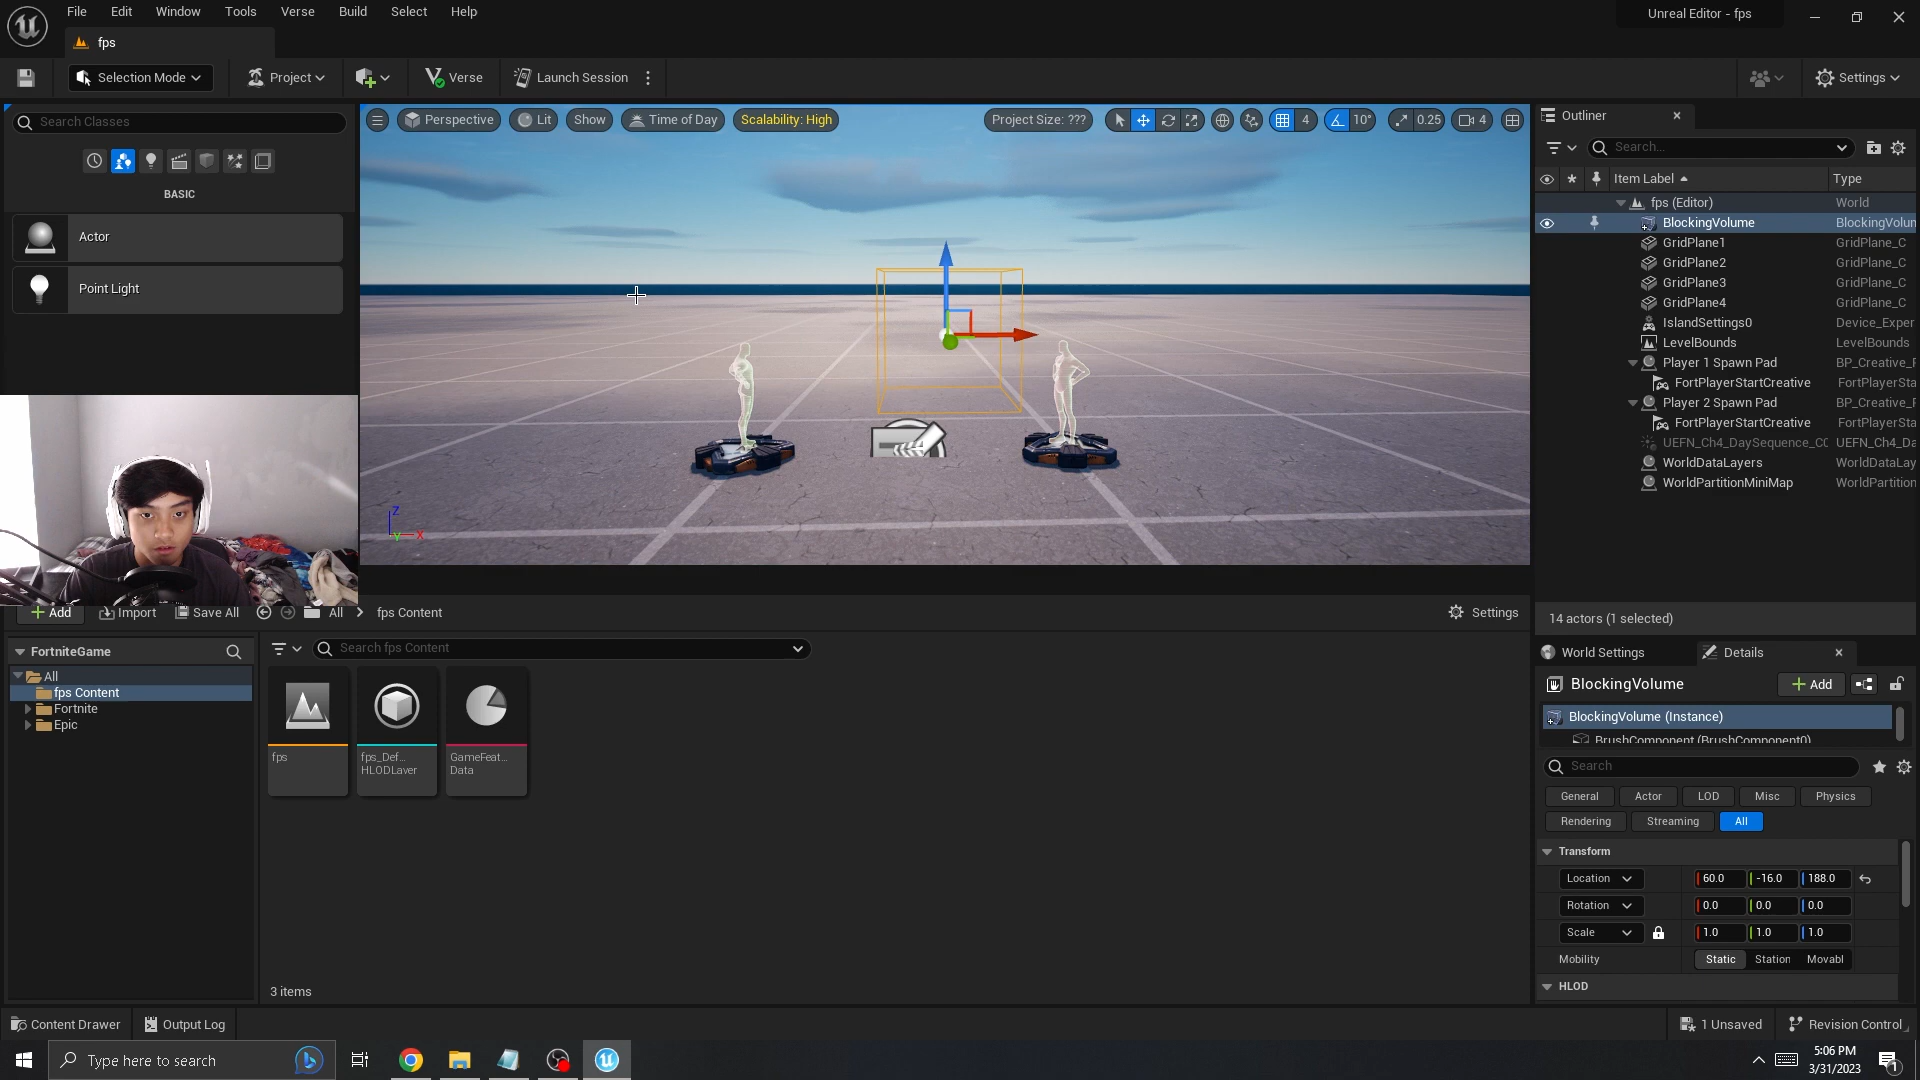 File Edit Window Tools Verse Build Select Help
Unreal Editor - fps
fps
Selection Mode Project Verse Launch Session Settings
Search Classes
BASIC
Actor
Point Light
Perspective Lit Show Time of Day Scalability: High Project Size: ??? 4 10° 0.25 4
Z
Y X
Outliner
Search...
Item Label Type
fps (Editor) World
BlockingVolume BlockingVolun
GridPlane1 GridPlane_C
GridPlane2 GridPlane_C
GridPlane3 GridPlane_C
GridPlane4 GridPlane_C
IslandSettings0 Device_Exper
LevelBounds LevelBounds
Player 1 Spawn Pad BP_Creative_F
FortPlayerStartCreative FortPlayerSta
Player 2 Spawn Pad BP_Creative_F
FortPlayerStartCreative FortPlayerSta
UEFN_Ch4_DaySequence_CC UEFN_Ch4_Da
WorldDataLayers WorldDataLay
WorldPartitionMiniMap WorldPartition
14 actors (1 selected)
Add Import Save All All fps Content Settings
FortniteGame
All
fps Content
Fortnite
Epic
Search fps Content
fps
fps_Def...
HLODLayer
GameFeat...
Data
3 items
World Settings Details
BlockingVolume Add
BlockingVolume (Instance)
BrushComponent (BrushComponent0)
Search
General Actor LOD Misc Physics
Rendering Streaming All
Transform
Location 60.0 -16.0 188.0
Rotation 0.0 0.0 0.0
Scale 1.0 1.0 1.0
Mobility Static Station Movabl
HLOD
Content Drawer Output Log 1 Unsaved Revision Control
Type here to search
5:06 PM
3/31/2023
1